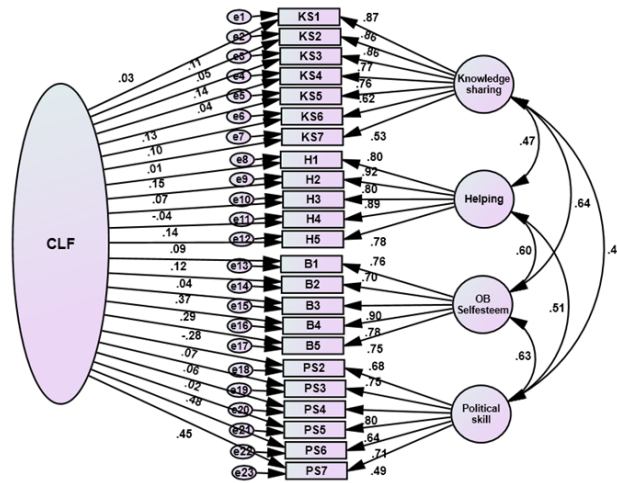 e1 KS1 .87
e2 KS2 .86
e3 KS3 .86
e4 KS4 .77
e5 KS5 .76
e6 KS6 .62
e7 KS7 .53
e8 H1 .80
e9 H2 .92
e10 H3 .80
e11 H4 .89
e12 H5 .78
e13 B1 .76
e14 B2 .70
e15 B3
e16 B4 .90
e17 B5 .78
.75
e18 PS2 .68
e19 PS3 .75
e20 PS4
e21 PS5 .80
e22 PS6 .64
.71
e23 PS7 .49
CLF
.03
.11
.05
.14
.04
.13
.10
.01
.15
.07
-.04
.14
.09
.12
.04
.37
.29
-.28
.07
.06
.02
.48
.45
Knowledge
sharing
Helping
OB
Selfesteem
Political
skill
.47
.64
.4
.60
.51
.63